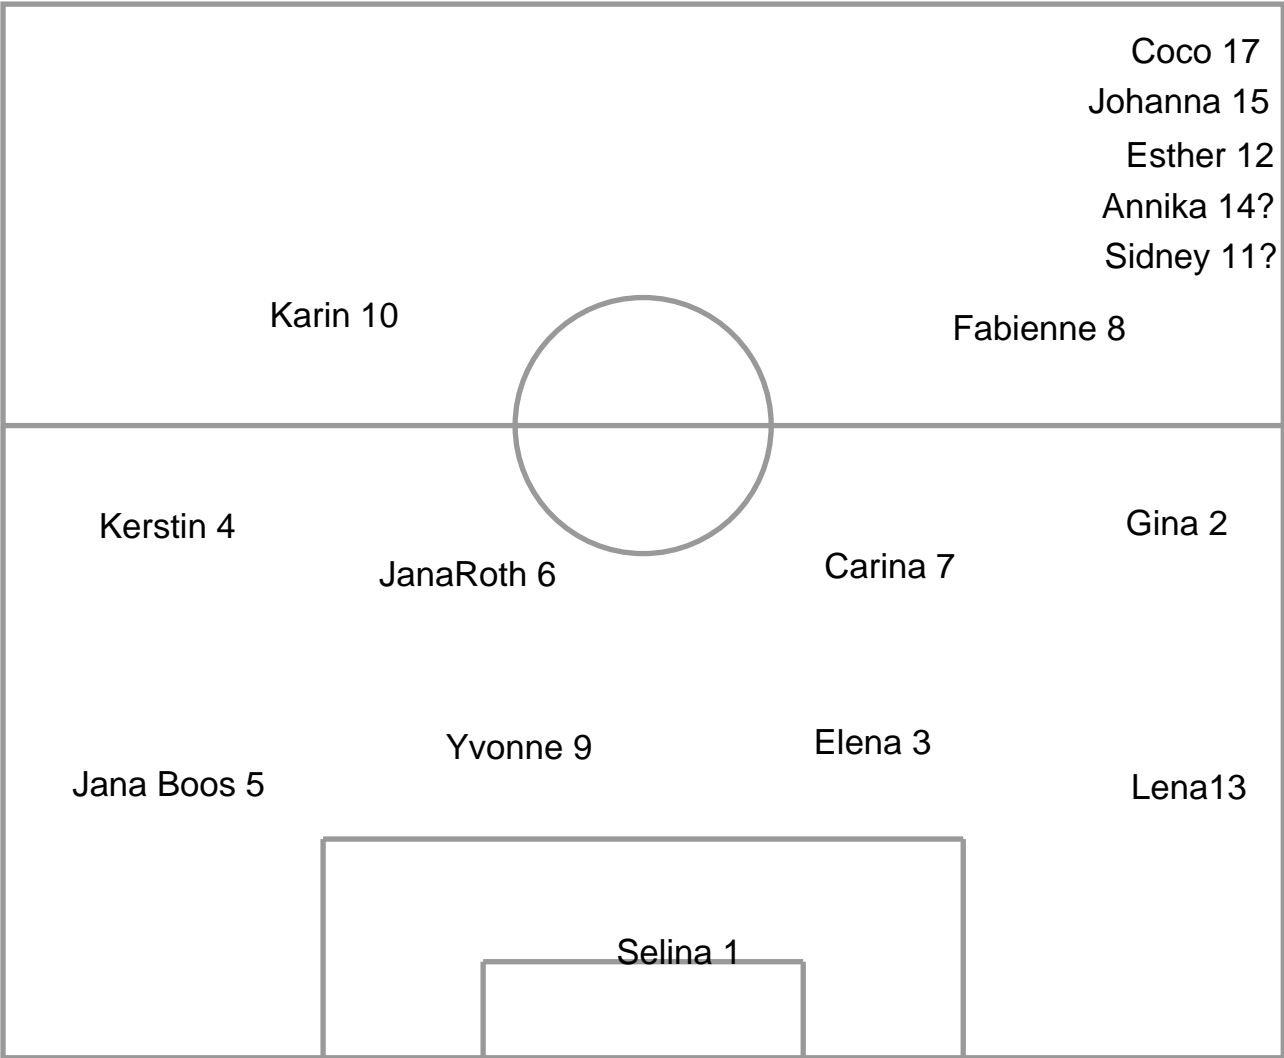 Coco 17
Johanna 15
Esther 12
Annika 14?
Sidney 11?
Karin 10
Fabienne 8
Kerstin 4
Gina 2
JanaRoth 6
Carina 7
Yvonne 9
Elena 3
Jana Boos 5
Lena13
Selina 1